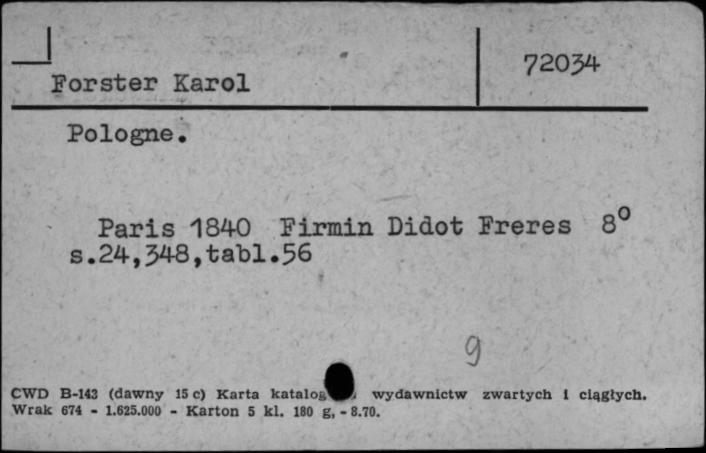 72034
Forster Karol
Pologne.
Paris 1840 Firmin Didot Freres 8°
s.24,348,tabl.56
9
CWD B-143 (dawny 15 c) Karta katalog wydawnictw zwartych i ciągłych.
Wrak 674 - 1.625.000 - Karton 5 kl. 180 g, - 8.70.